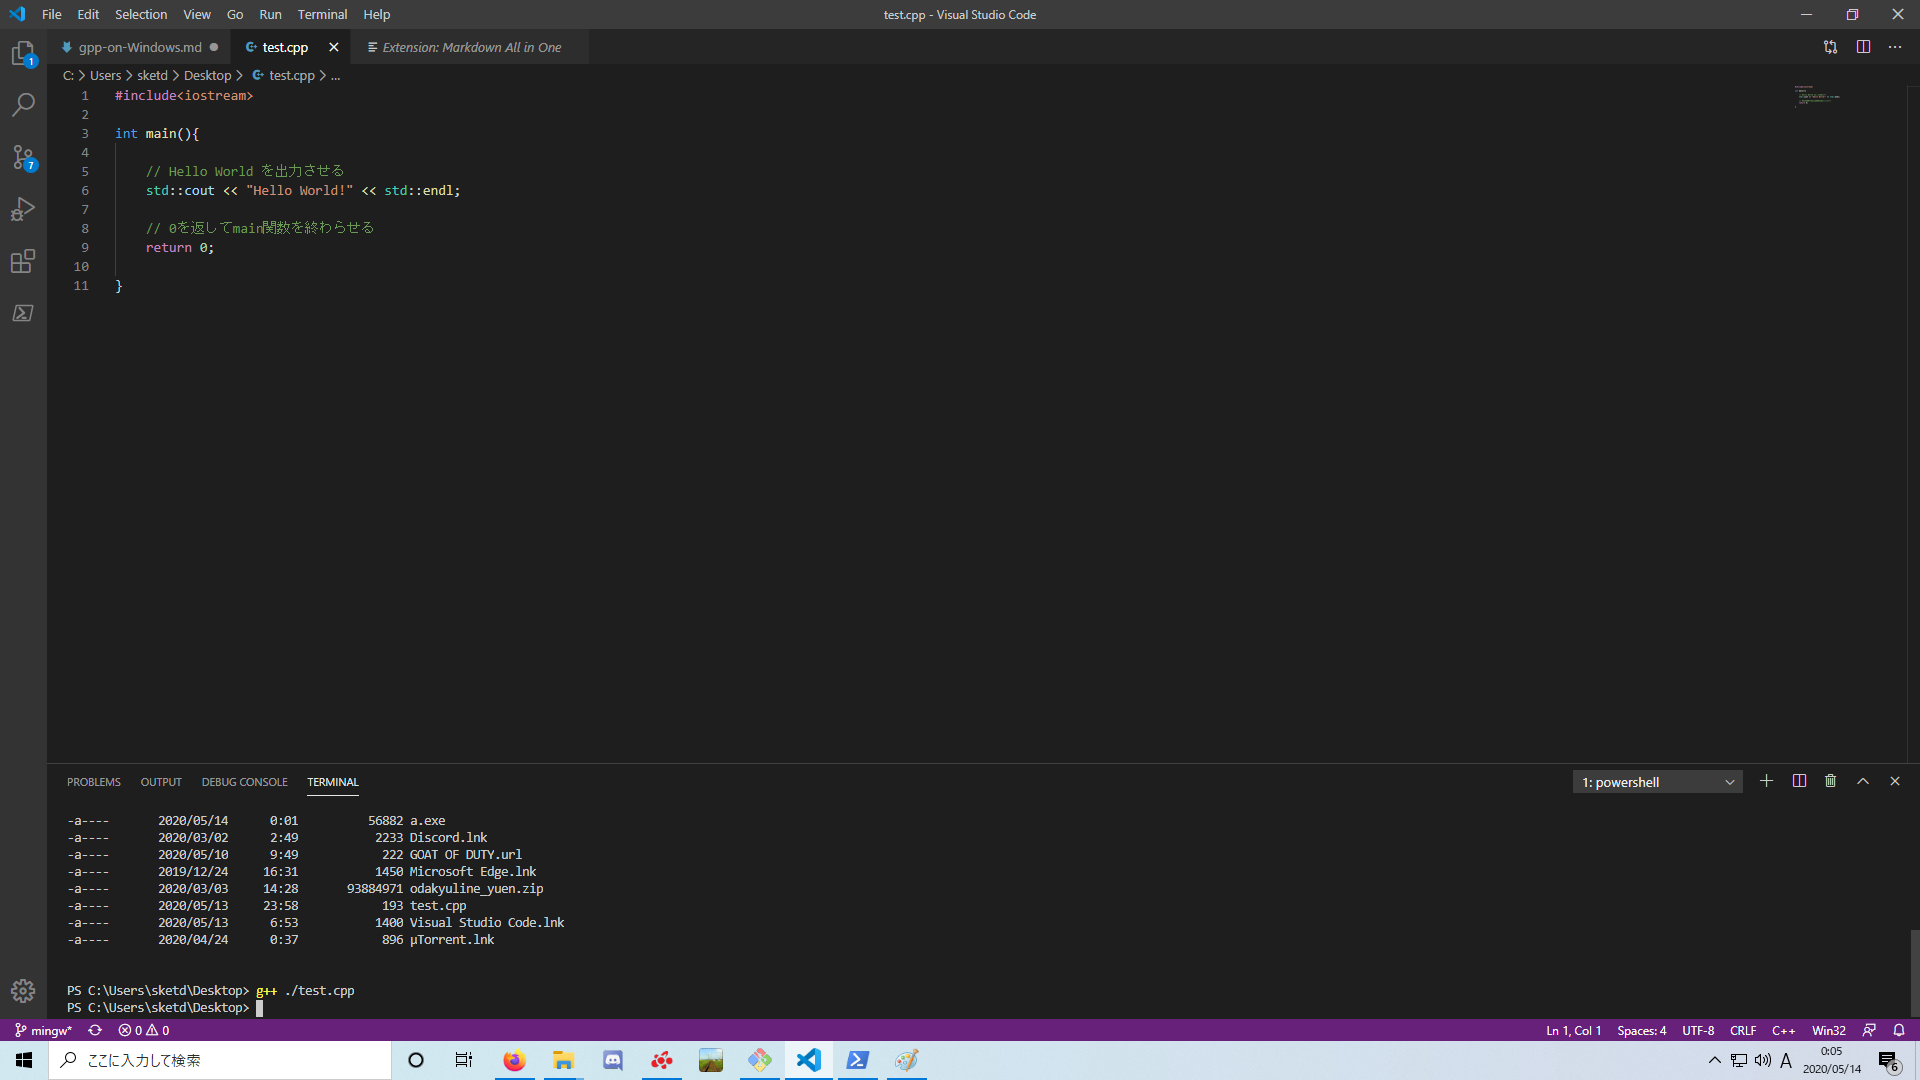 File Edit Selection View Go Run Terminal Help
test.cpp - Visual Studio Code
gpp-on-Windows.md
test.cpp
Extension: Markdown All in One
C: > Users > sketd > Desktop > test.cpp > ...
1 #include<iostream>
2
3 int main(){
4
5 // Hello World を出力させる
6 std::cout << "Hello World!" << std::endl;
7
8 // 0を返してmain関数を終わらせる
9 return 0;
10
11 }
1
7
PROBLEMS OUTPUT DEBUG CONSOLE TERMINAL
1: powershell
-a---- 2020/05/14 0:01 56882 a.exe
-a---- 2020/03/02 2:49 2233 Discord.lnk
-a---- 2020/05/10 9:49 222 GOAT OF DUTY.url
-a---- 2019/12/24 16:31 1450 Microsoft Edge.lnk
-a---- 2020/03/03 14:28 93884971 odakyuline_yuen.zip
-a---- 2020/05/13 23:58 193 test.cpp
-a---- 2020/05/13 6:53 1400 Visual Studio Code.lnk
-a---- 2020/04/24 0:37 896 μTorrent.lnk
PS C:\Users\sketd\Desktop> g++ ./test.cpp
PS C:\Users\sketd\Desktop>
mingw* 0 0
Ln 1, Col 1 Spaces: 4 UTF-8 CRLF C++ Win32
ここに入力して検索
A
0:05
2020/05/14
6